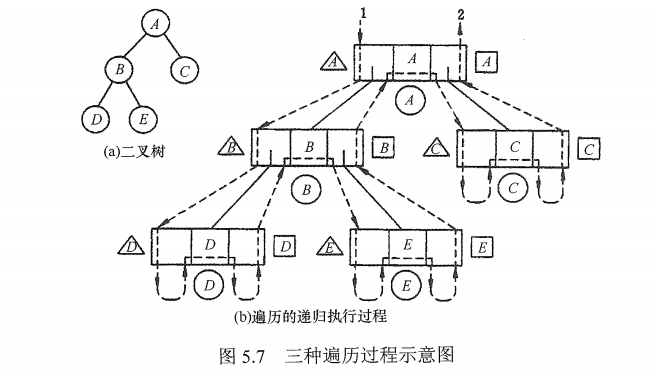 1 2
A
A A A
B C
A
D E
B B B
C C C
(a)二叉树
B
C
D D D
E E E
D
E
(b)遍历的递归执行过程
图 5.7 三种遍历过程示意图